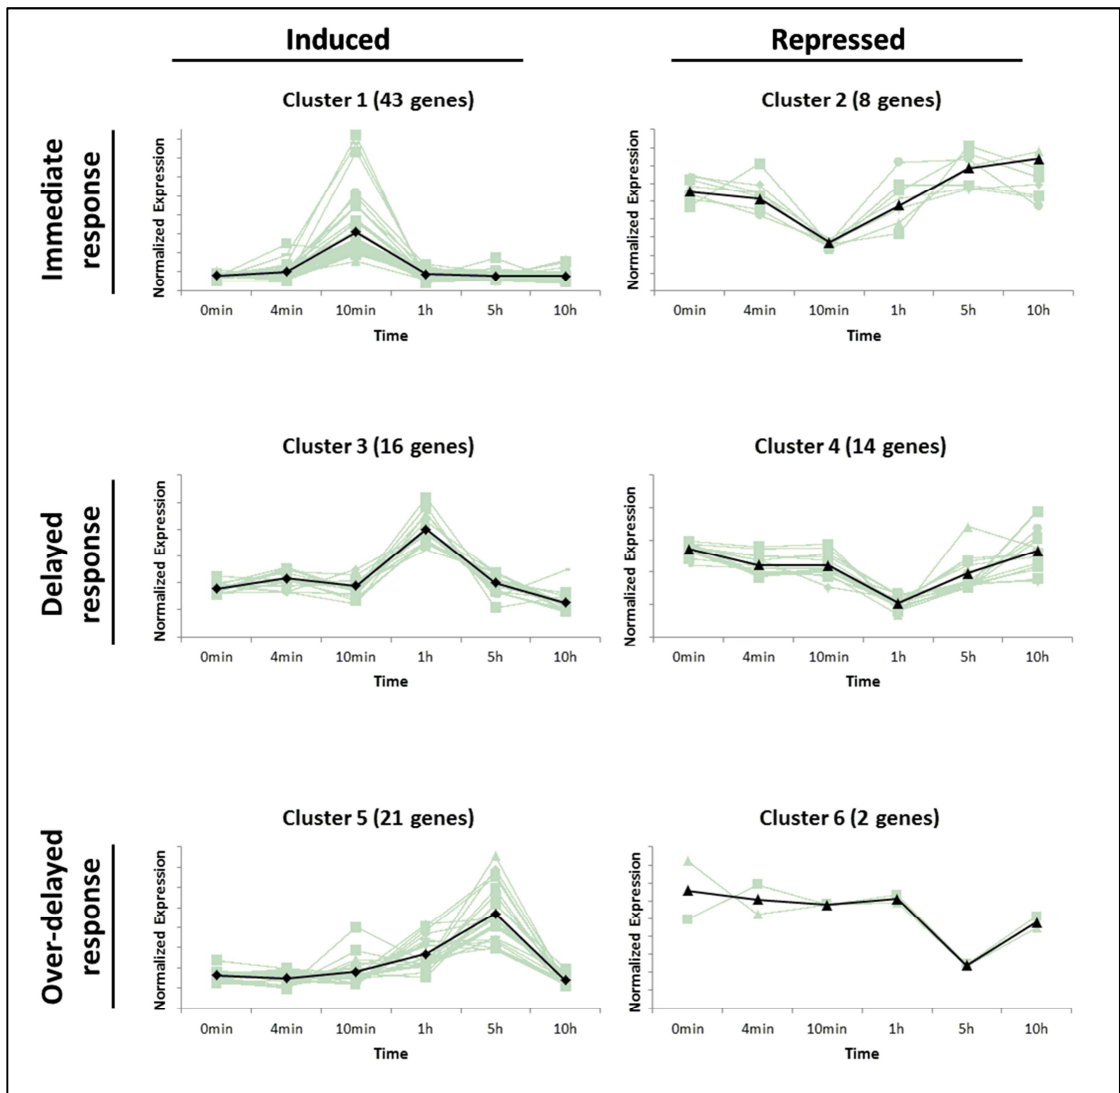 Induced
Repressed
Immediate
response
Cluster 1 (43 genes)
Normalized Expression
0min 4min 10min 1h 5h 10h
Time
Cluster 2 (8 genes)
Normalized Expression
0min 4min 10min 1h 5h 10h
Time
Delayed
response
Cluster 3 (16 genes)
Normalized Expression
0min 4min 10min 1h 5h 10h
Time
Cluster 4 (14 genes)
Normalized Expression
0min 4min 10min 1h 5h 10h
Time
Over-delayed
response
Cluster 5 (21 genes)
Normalized Expression
0min 4min 10min 1h 5h 10h
Time
Cluster 6 (2 genes)
Normalized Expression
0min 4min 10min 1h 5h 10h
Time